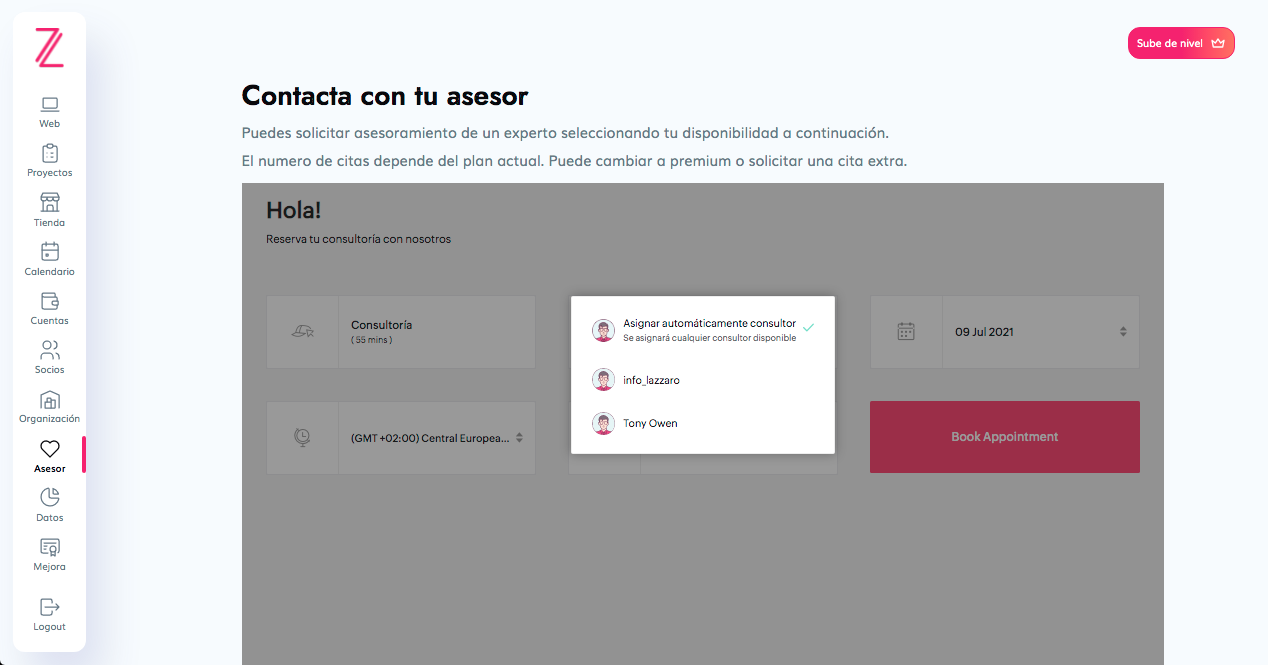 Sube de nivel
Web
Proyectos
Tienda
Calendario
Cuentas
Socios
Organización
Asesor
Datos
Mejora
Logout
Contacta con tu asesor
Puedes solicitar asesoramiento de un experto seleccionando tu disponibilidad a continuación.
El numero de citas depende del plan actual. Puede cambiar a premium o solicitar una cita extra.
Hola!
Reserva tu consultoría con nosotros
Consultoría
( 55 mins )
Asignar automáticamente consultor
Se asignará cualquier consultor disponible
info_lazzaro
Tony Owen
09 Jul 2021
(GMT +02:00) Central Europea...
Book Appointment